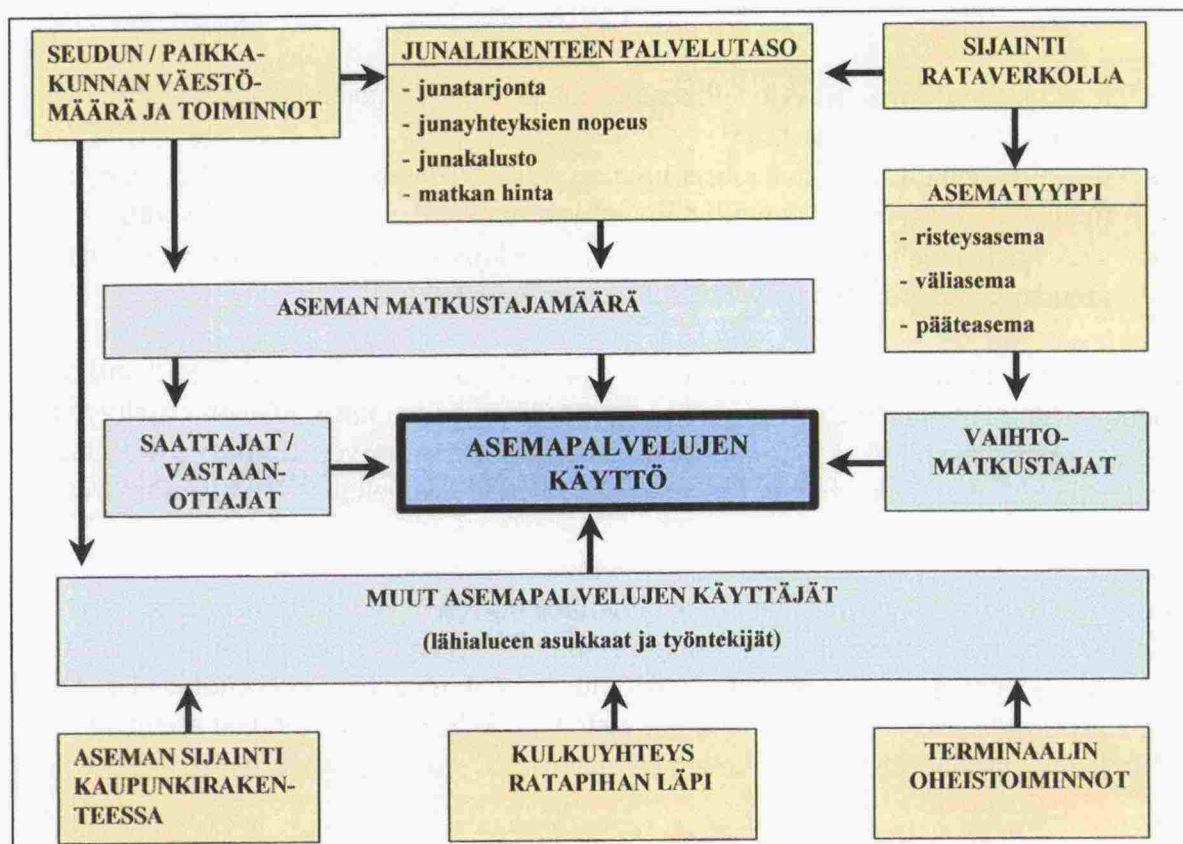 SEUDUN / PAIKKA-
KUNNAN VÄESTÖ-
MÄÄRÄ JA TOIMINNOT
JUNALIIKENTEEN PALVELUTASO
- junatarjonta
- junayhteyksien nopeus
- junakalusto
- matkan hinta
SIJAINTI
RATAVERKOLLA
ASEMATYYPPI
- risteysasema
- väliasema
- pääteasema
ASEMAN MATKUSTAJAMÄÄRÄ
SAATTAJAT /
VASTAAN-
OTTAJAT
ASEMAPALVELUJEN
KÄYTTÖ
VAIHTO-
MATKUSTAJAT
MUUT ASEMAPALVELUJEN KÄYTTÄJÄT
(lähialueen asukkaat ja työntekijät)
ASEMAN SIJAINTI
KAUPUNKIRAKEN-
TEESSA
KULKUYHTEYS
RATAPIHAN LÄPI
TERMINAALIN
OHEISTOIMINNOT